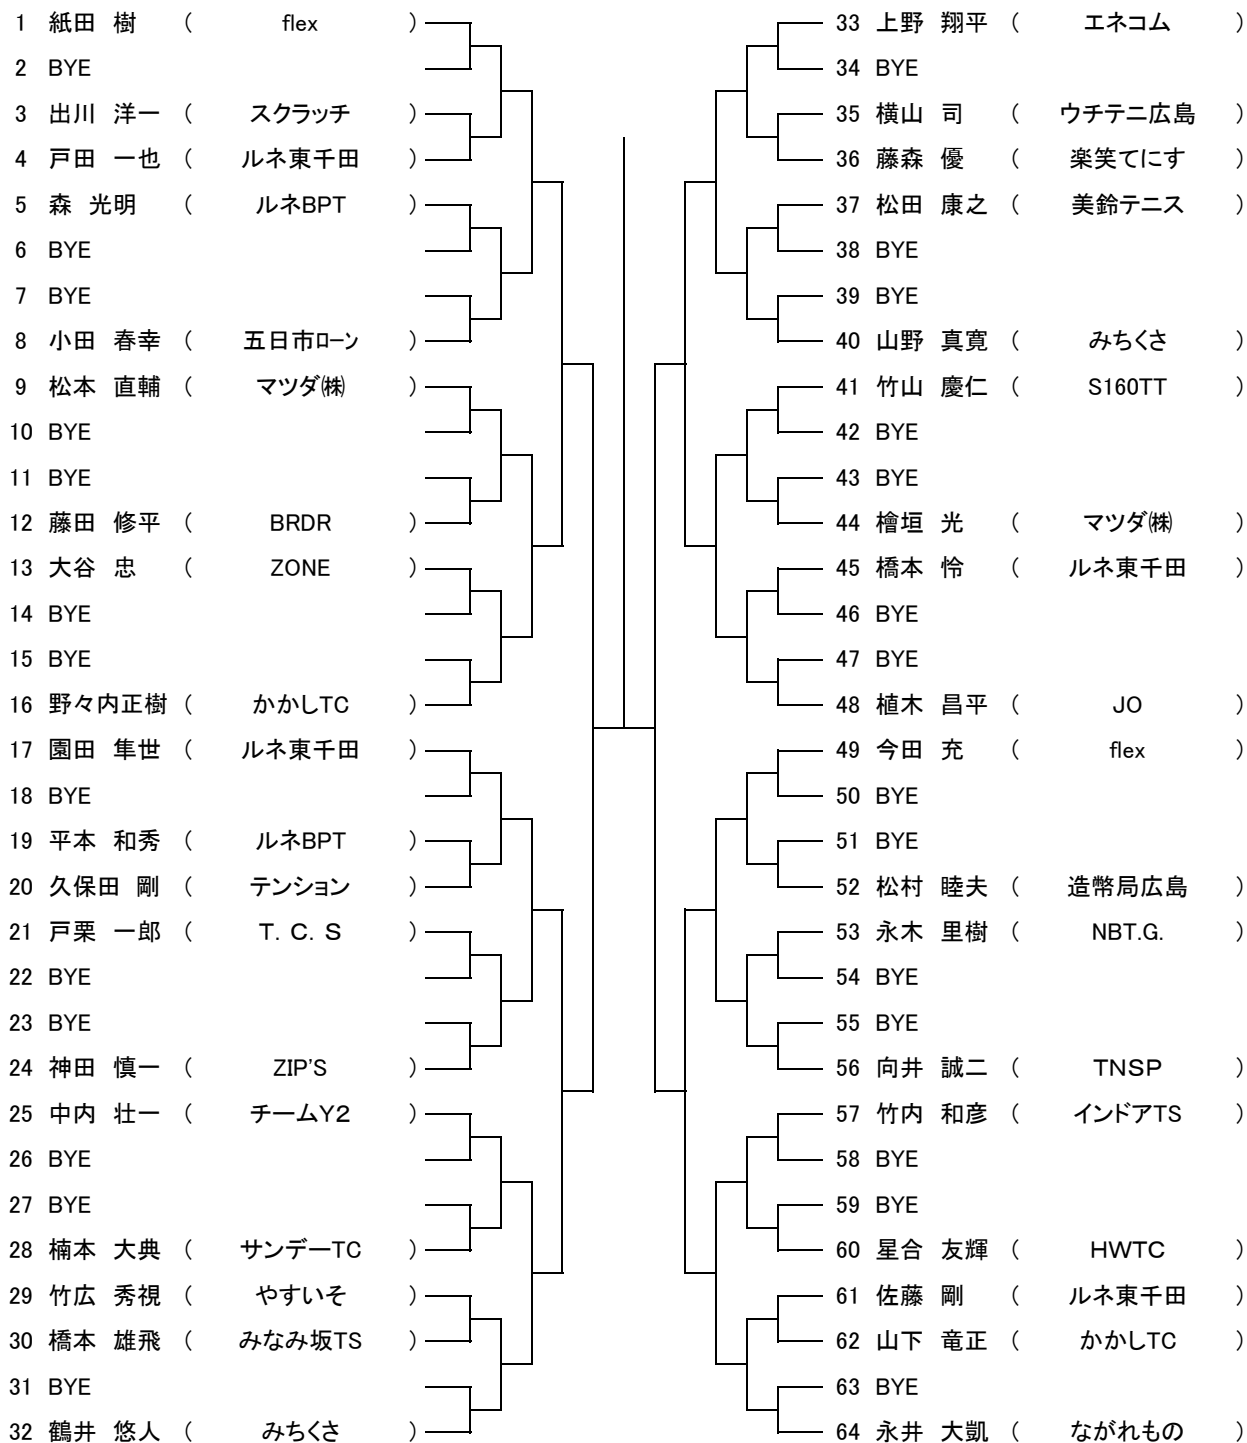 1 紙田 樹 ( flex )
2 BYE
3 出川 洋一 ( スクラッチ )
4 戸田 一也 ( ルネ東千田 )
5 森 光明 ( ルネBPT )
6 BYE
7 BYE
8 小田 春幸 ( 五日市ローン )
9 松本 直輔 ( マツダ㈱ )
10 BYE
11 BYE
12 藤田 修平 ( BRDR )
13 大谷 忠 ( ZONE )
14 BYE
15 BYE
16 野々内正樹 ( かかしTC )
17 園田 隼世 ( ルネ東千田 )
18 BYE
19 平本 和秀 ( ルネBPT )
20 久保田 剛 ( テンション )
21 戸栗 一郎 ( T. C. S )
22 BYE
23 BYE
24 神田 慎一 ( ZIP'S )
25 中内 壮一 ( チームY2 )
26 BYE
27 BYE
28 楠本 大典 ( サンデーTC )
29 竹広 秀視 ( やすいそ )
30 橋本 雄飛 ( みなみ坂TS )
31 BYE
32 鶴井 悠人 ( みちくさ )
33 上野 翔平 ( エネコム )
34 BYE
35 横山 司 ( ウチテニ広島 )
36 藤森 優 ( 楽笑てにす )
37 松田 康之 ( 美鈴テニス )
38 BYE
39 BYE
40 山野 真寛 ( みちくさ )
41 竹山 慶仁 ( S160TT )
42 BYE
43 BYE
44 檜垣 光 ( マツダ㈱ )
45 橋本 怜 ( ルネ東千田 )
46 BYE
47 BYE
48 植木 昌平 ( JO )
49 今田 充 ( flex )
50 BYE
51 BYE
52 松村 睦夫 ( 造幣局広島 )
53 永木 里樹 ( NBT.G. )
54 BYE
55 BYE
56 向井 誠二 ( TNSP )
57 竹内 和彦 ( インドアTS )
58 BYE
59 BYE
60 星合 友輝 ( HWTC )
61 佐藤 剛 ( ルネ東千田 )
62 山下 竜正 ( かかしTC )
63 BYE
64 永井 大凱 ( ながれもの )